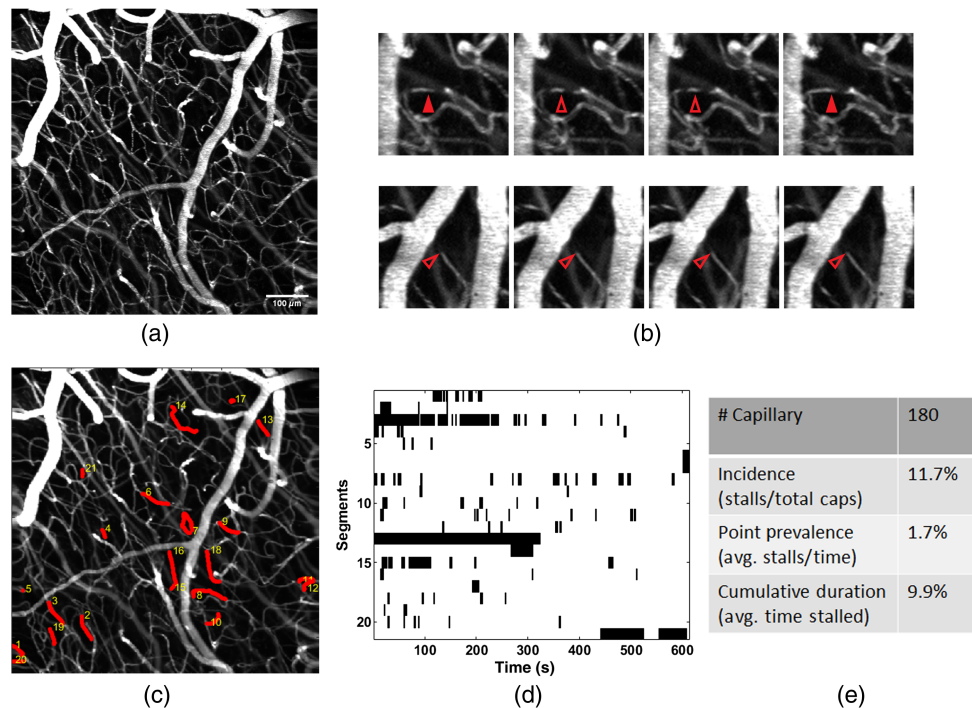 100 µm
(a)
(b)
14
17
13
21
6
4
7
9
16
18
5
15
8
11
12
3
2
10
19
1
20
(c)
Segments
5
10
15
20
100 200 300 400 500 600
Time (s)
(d)
# Capillary 180
Incidence 11.7%
(stalls/total caps)
Point prevalence 1.7%
(avg. stalls/time)
Cumulative duration 9.9%
(avg. time stalled)
(e)